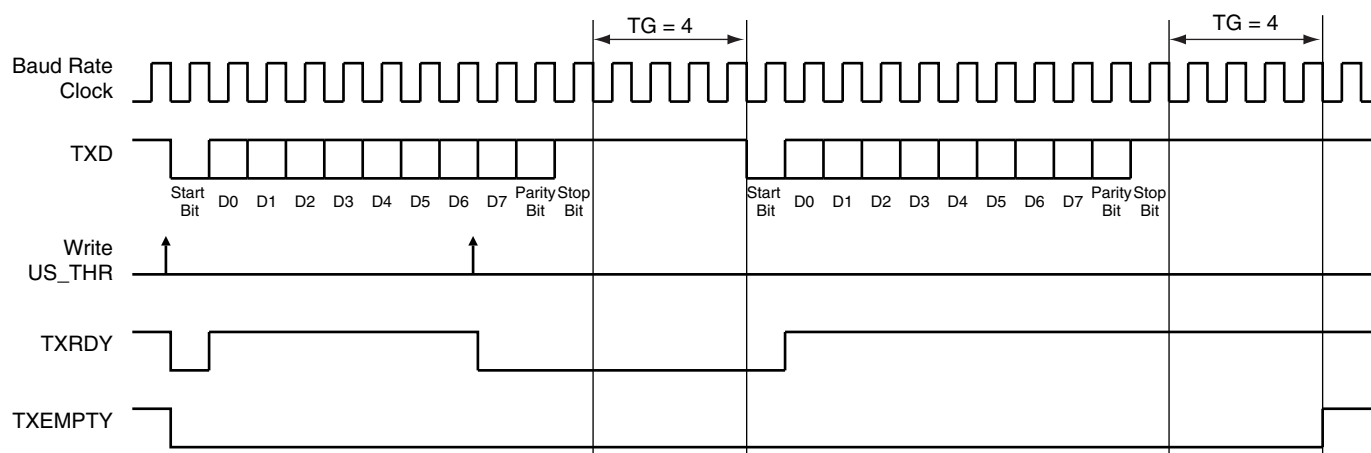 TG = 4
TG = 4
Baud Rate
Clock
TXD
Start
Bit
D0
D1
D2
D3
D4
D5
D6
D7
Parity
Bit
Stop
Bit
Start
Bit
D0
D1
D2
D3
D4
D5
D6
D7
Parity
Bit
Stop
Bit
Write
US_THR
TXRDY
TXEMPTY